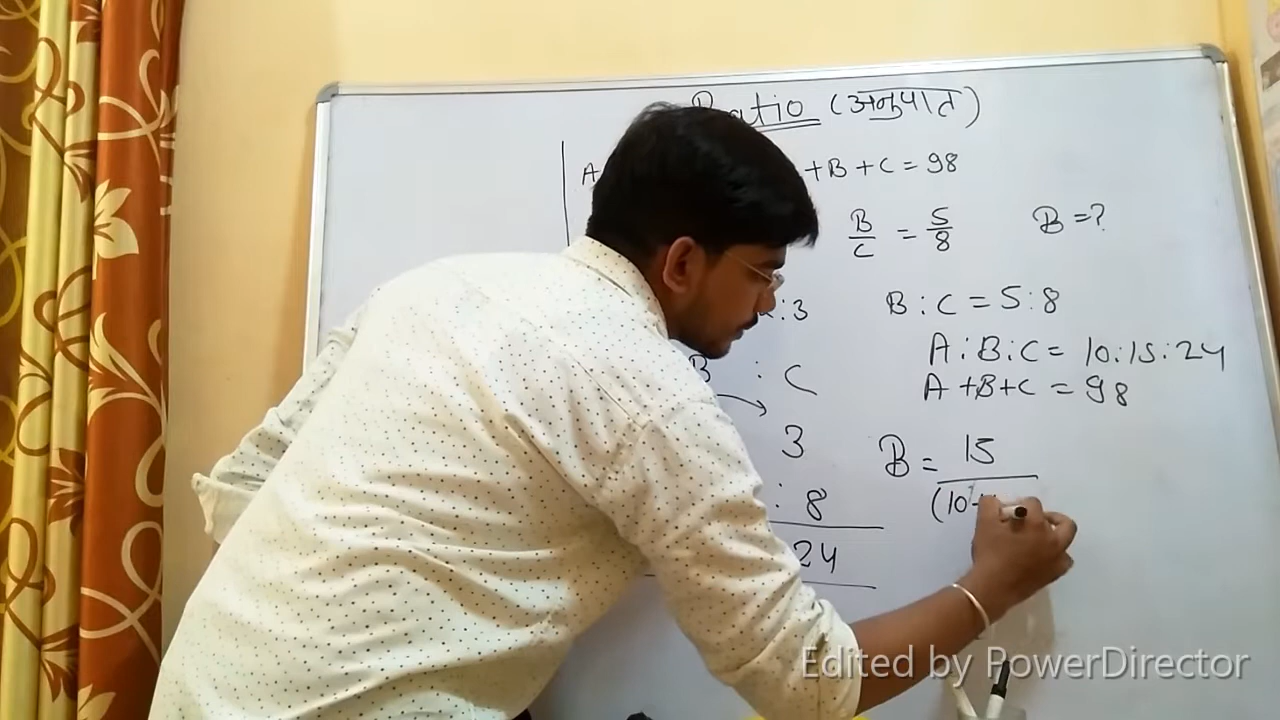 Ratio (अनुपात)
A +B+C=98
B/C = 5/8 B=?
:3 B:C=5:8
A:B:C= 10:15:24
B : C A+B+C = 98
3 B= 15
: 8 (10+
24
Edited by PowerDirector